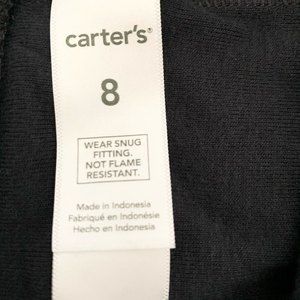 carter's®
8
WEAR SNUG
FITTING.
NOT FLAME
RESISTANT.
Made in Indonesia
Fabriqué en Indonésie
Hecho en Indonesia